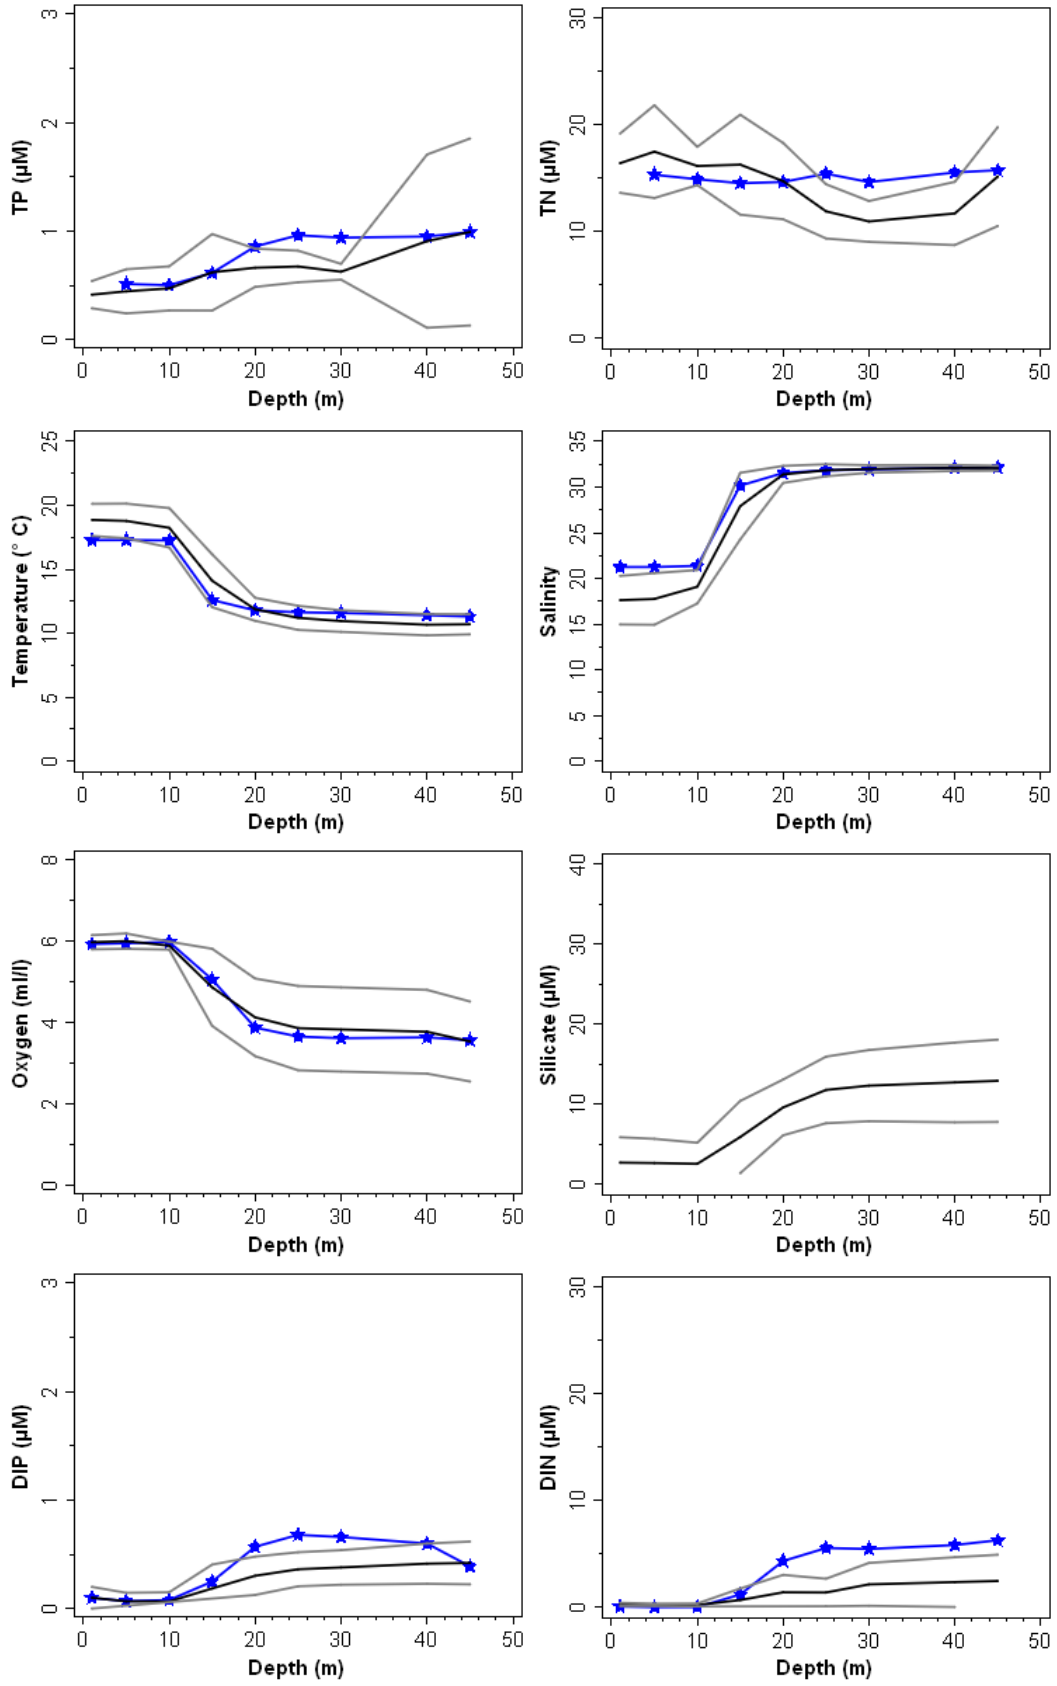 TP (µM)
0 1 2 3
0 10 20 30 40 50
Depth (m)
TN (µM)
0 10 20 30
0 10 20 30 40 50
Depth (m)
Temperature (° C)
0 5 10 15 20 25
0 10 20 30 40 50
Depth (m)
Salinity
0 5 10 15 20 25 30 35
0 10 20 30 40 50
Depth (m)
Oxygen (ml/l)
0 2 4 6 8
0 10 20 30 40 50
Depth (m)
Silicate (µM)
0 10 20 30 40
0 10 20 30 40 50
Depth (m)
DIP (µM)
0 1 2 3
0 10 20 30 40 50
Depth (m)
DIN (µM)
0 10 20 30
0 10 20 30 40 50
Depth (m)